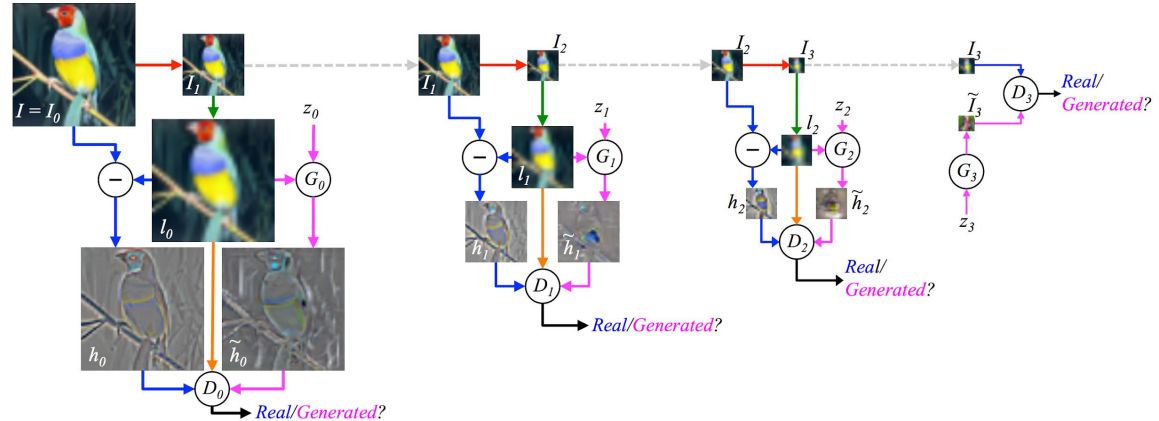 I = I₀
I₁
z₀
G₀
−
l₀
h₀
h̃₀
D₀
Real/Generated?
I₁
I₂
z₁
G₁
−
l₁
h₁
h̃₁
D₁
Real/Generated?
I₂
I₃
z₂
l₂
G₂
−
h₂
h̃₂
D₂
Real/
Generated?
I₃
Ĩ₃
D₃
Real/
Generated?
G₃
z₃